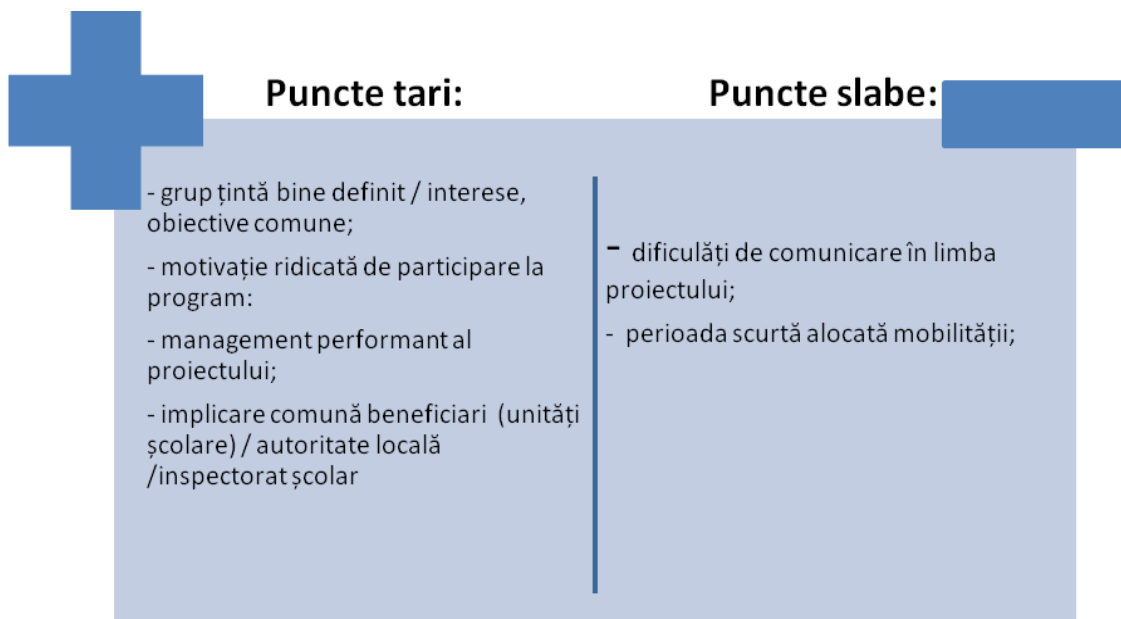 Puncte tari:
- grup țintă bine definit / interese,
obiective comune;
- motivație ridicată de participare la
program:
- management performant al
proiectului;
- implicare comună beneficiari (unități
școlare) / autoritate locală
/inspectorat școlar
Puncte slabe:
- dificulăți de comunicare în limba
proiectului;
- perioada scurtă alocată mobilității;